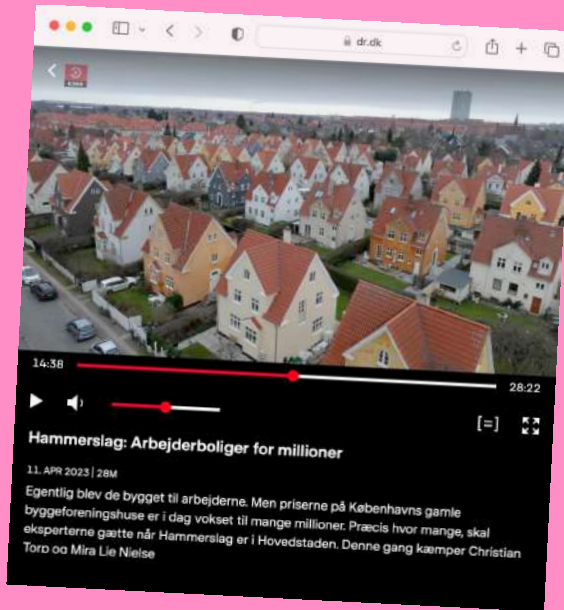 dr.dk
14:38
28:22
[=]
Hammerslag: Arbejderboliger for millioner
11. APR 2023 | 28M
Egentlig blev de bygget til arbejderne. Men priserne på Københavns gamle
byggeforeningshuse er i dag vokset til mange millioner. Præcis hvor mange, skal
eksperterne gætte når Hammerslag er i Hovedstaden. Denne gang kæmper Christian
Torp og Mira Lie Nielse